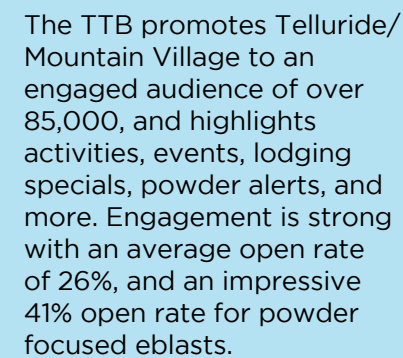 The TTB promotes Telluride/
Mountain Village to an
engaged audience of over
85,000, and highlights
activities, events, lodging
specials, powder alerts, and
more. Engagement is strong
with an average open rate
of 26%, and an impressive
41% open rate for powder
focused eblasts.